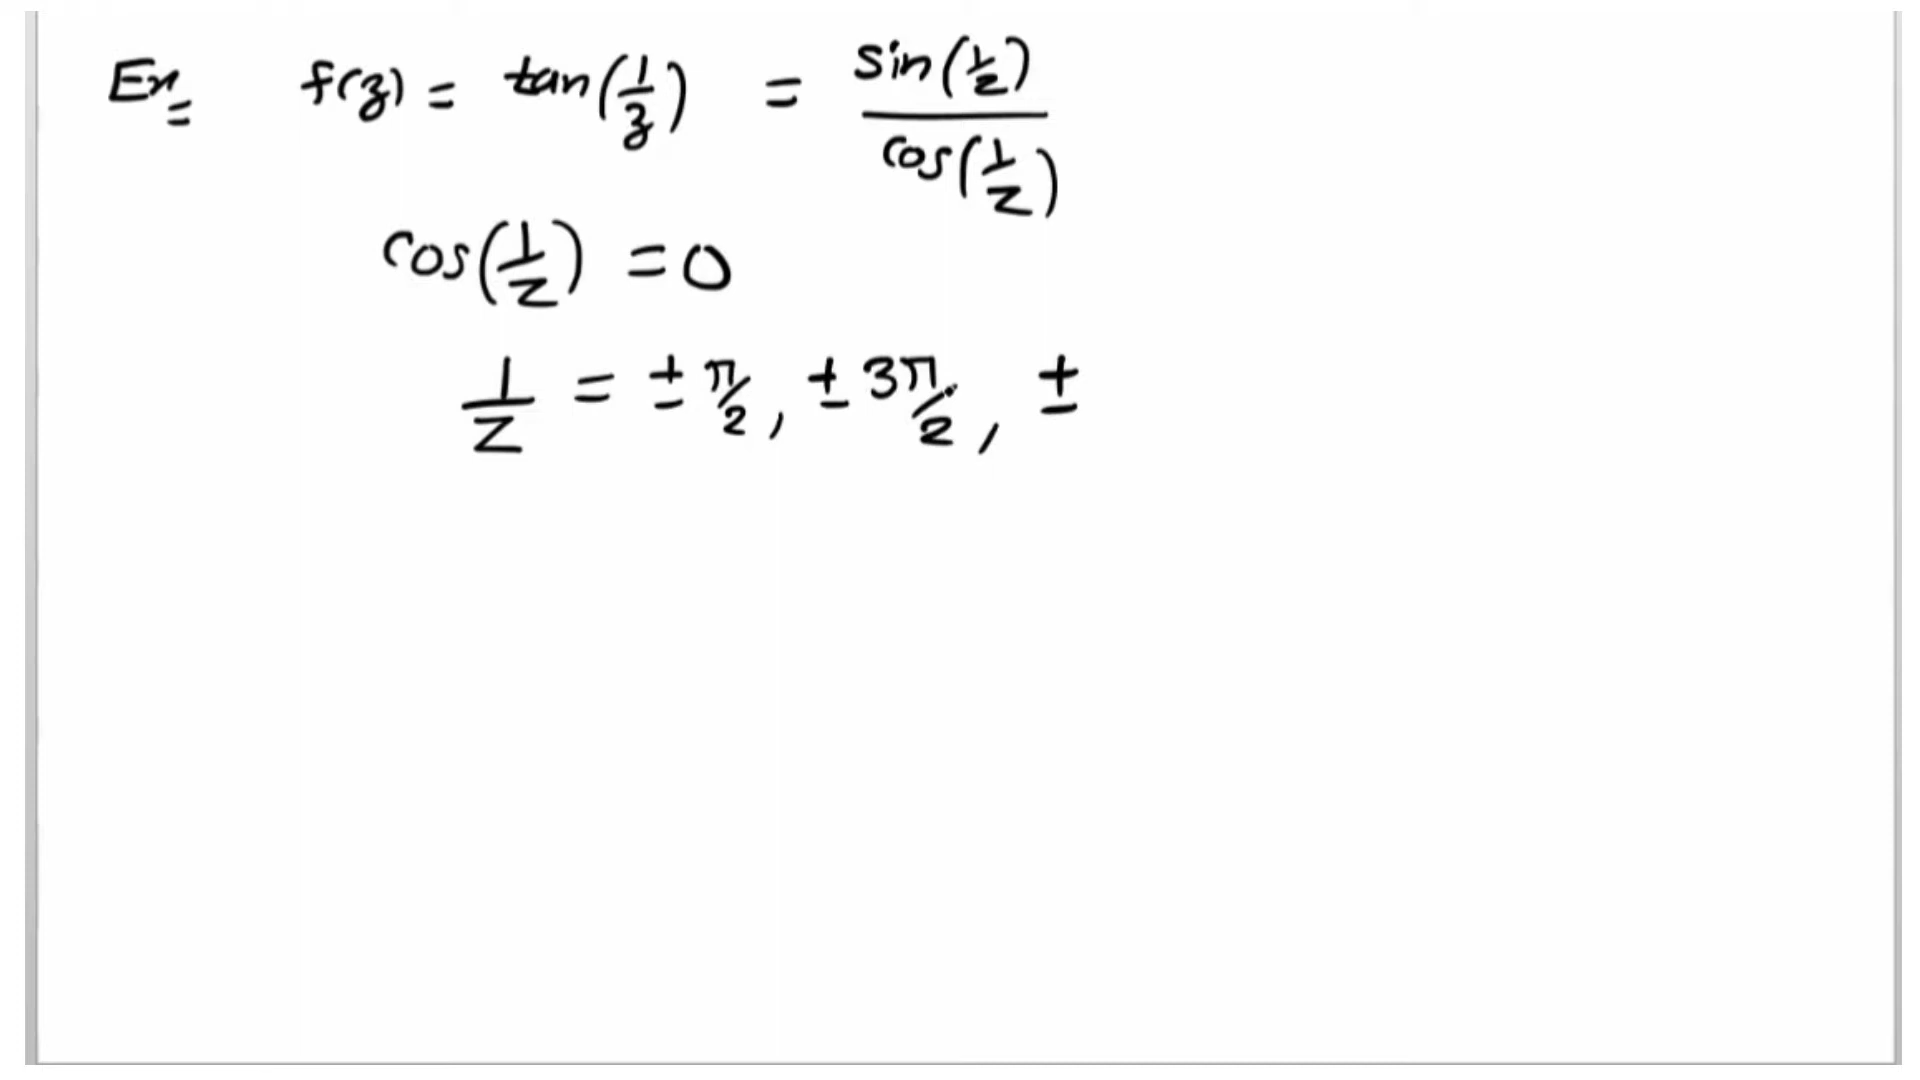 Ex f(z) = tan(1/z) = sin(1/z) / cos(1/z)
cos(1/z) = 0
1/z = ± π/2, ± 3π/2, ±